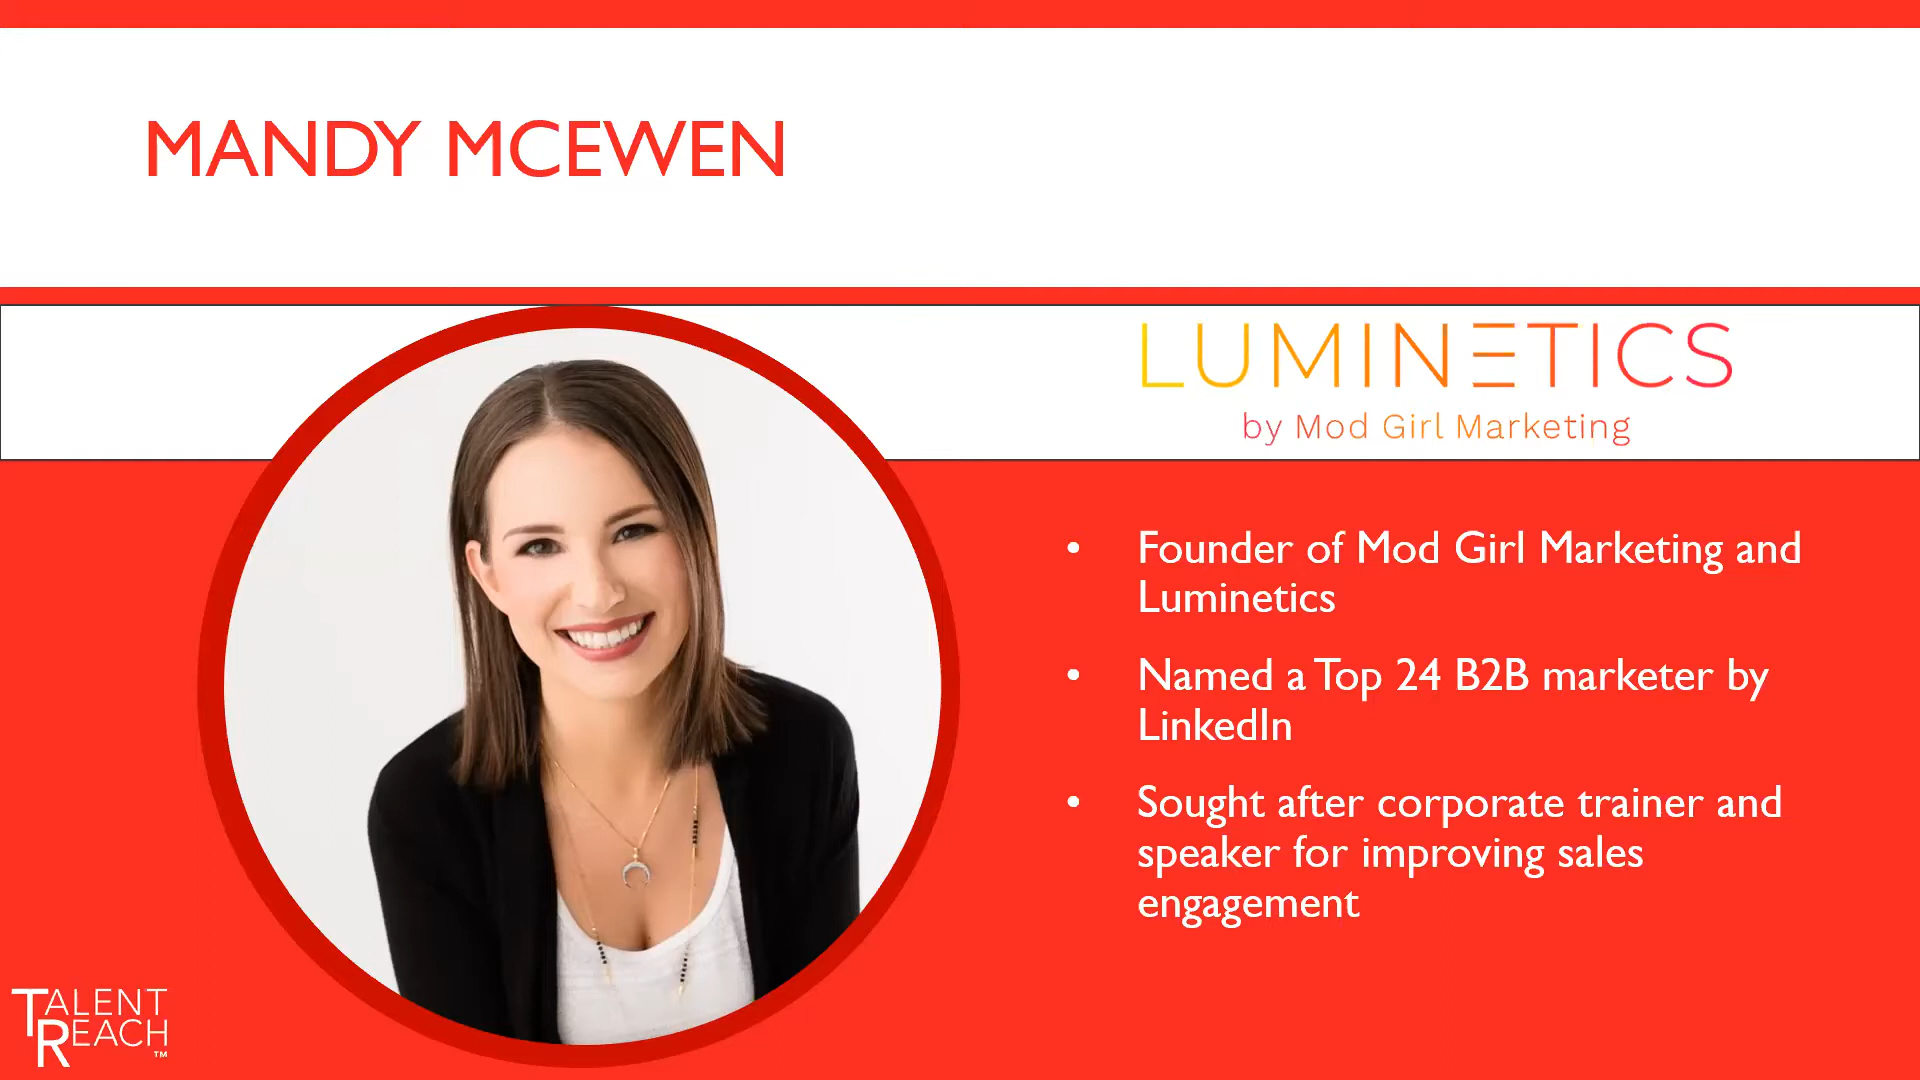 MANDY MCEWEN
LUMINETICS
by Mod Girl Marketing
• Founder of Mod Girl Marketing and
Luminetics
• Named a Top 24 B2B marketer by
LinkedIn
• Sought after corporate trainer and
speaker for improving sales
engagement
TALENT
REACH
™